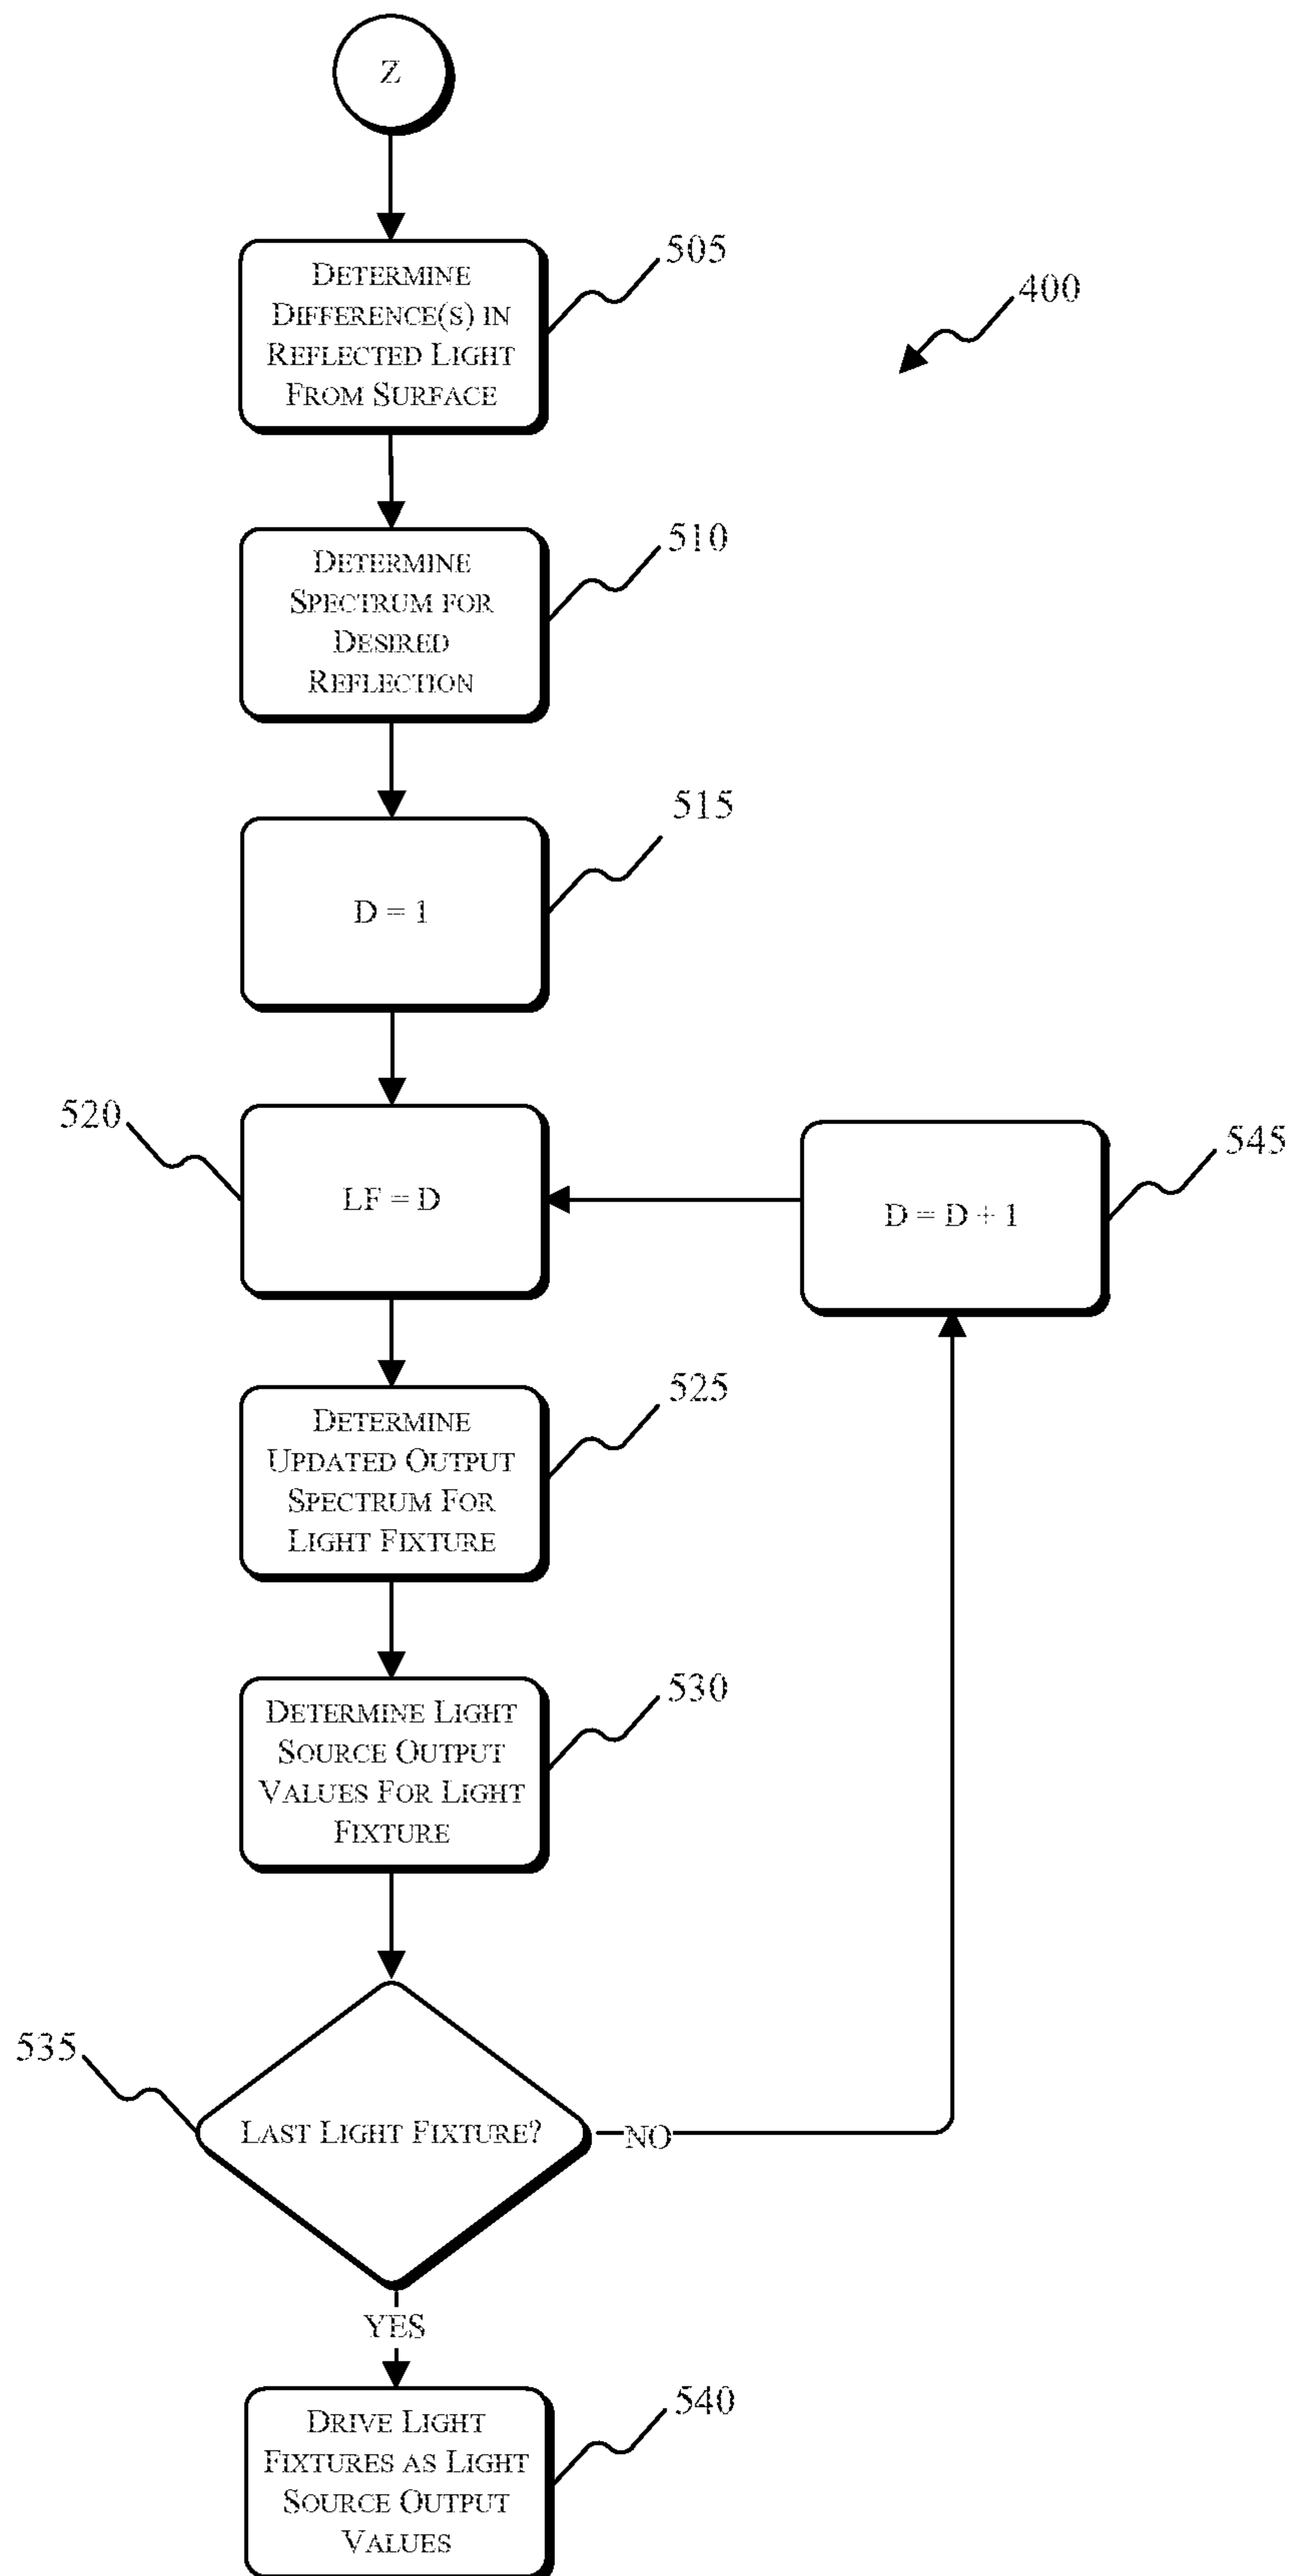 Z
DETERMINE
DIFFERENCE(S) IN
REFLECTED LIGHT
FROM SURFACE
505
400
DETERMINE
SPECTRUM FOR
DESIRED
REFLECTION
510
D = 1
515
520
LF = D
D = D + 1
545
DETERMINE
UPDATED OUTPUT
SPECTRUM FOR
LIGHT FIXTURE
525
DETERMINE LIGHT
SOURCE OUTPUT
VALUES FOR LIGHT
FIXTURE
530
535
LAST LIGHT FIXTURE?
NO
YES
DRIVE LIGHT
FIXTURES AS LIGHT
SOURCE OUTPUT
VALUES
540